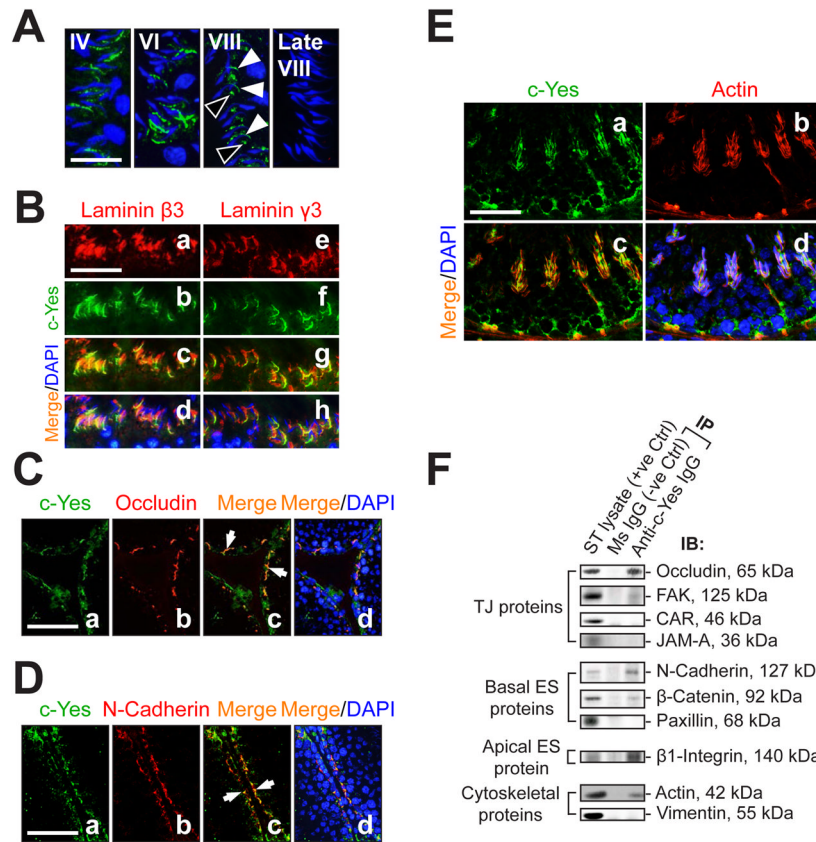 A
IV
VI
VIII
Late
VIII
B
Laminin β3
Laminin γ3
a
e
c-Yes
b
f
c
g
Merge/DAPI
d
h
C
c-Yes
Occludin
Merge
Merge/DAPI
a
b
c
d
D
c-Yes
N-Cadherin
Merge
Merge/DAPI
a
b
c
d
E
c-Yes
Actin
a
b
Merge/DAPI
c
d
F
ST lysate (+ve Ctrl)
Ms IgG (-ve Ctrl)
Anti-c-Yes IgG
IP
IB:
TJ proteins
Occludin, 65 kDa
FAK, 125 kDa
CAR, 46 kDa
JAM-A, 36 kDa
Basal ES
proteins
N-Cadherin, 127 kD
β-Catenin, 92 kDa
Paxillin, 68 kDa
Apical ES
protein
β1-Integrin, 140 kDa
Cytoskeletal
proteins
Actin, 42 kDa
Vimentin, 55 kDa